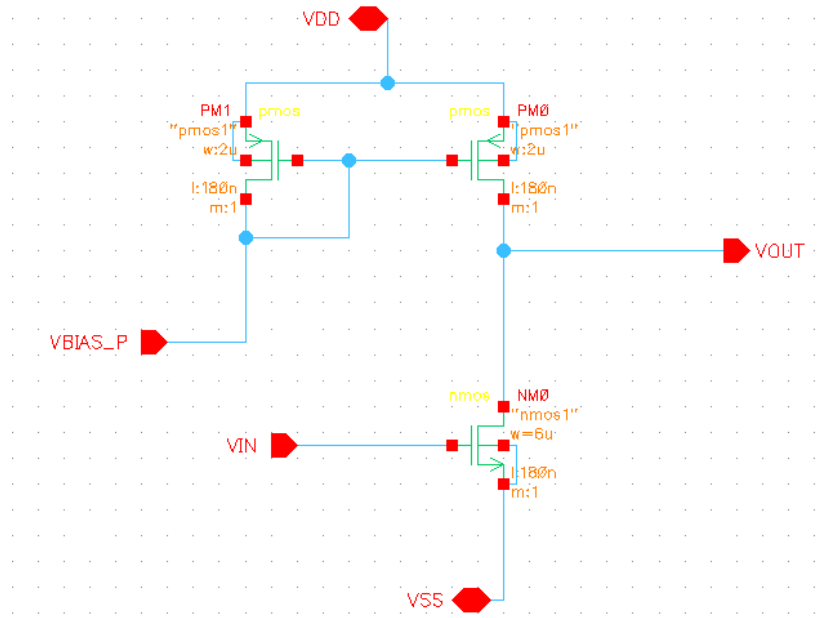 VDD
PM1 pmos
"pmos1"
w:2u
l:180n
m:1
pmos PM0
"pmos1"
w:2u
l:180n
m:1
VOUT
VBIAS_P
nmos NM0
"nmos1"
w=6u
l:180n
m:1
VIN
VSS